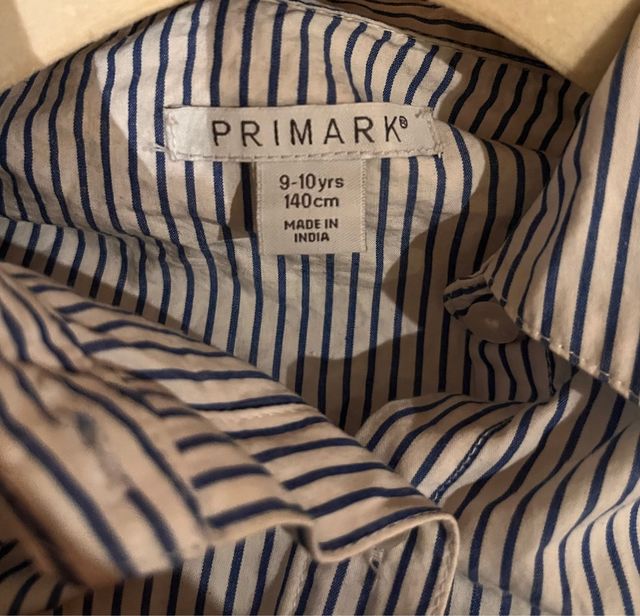 PRIMARK®
9-10yrs
140cm
MADE IN
INDIA